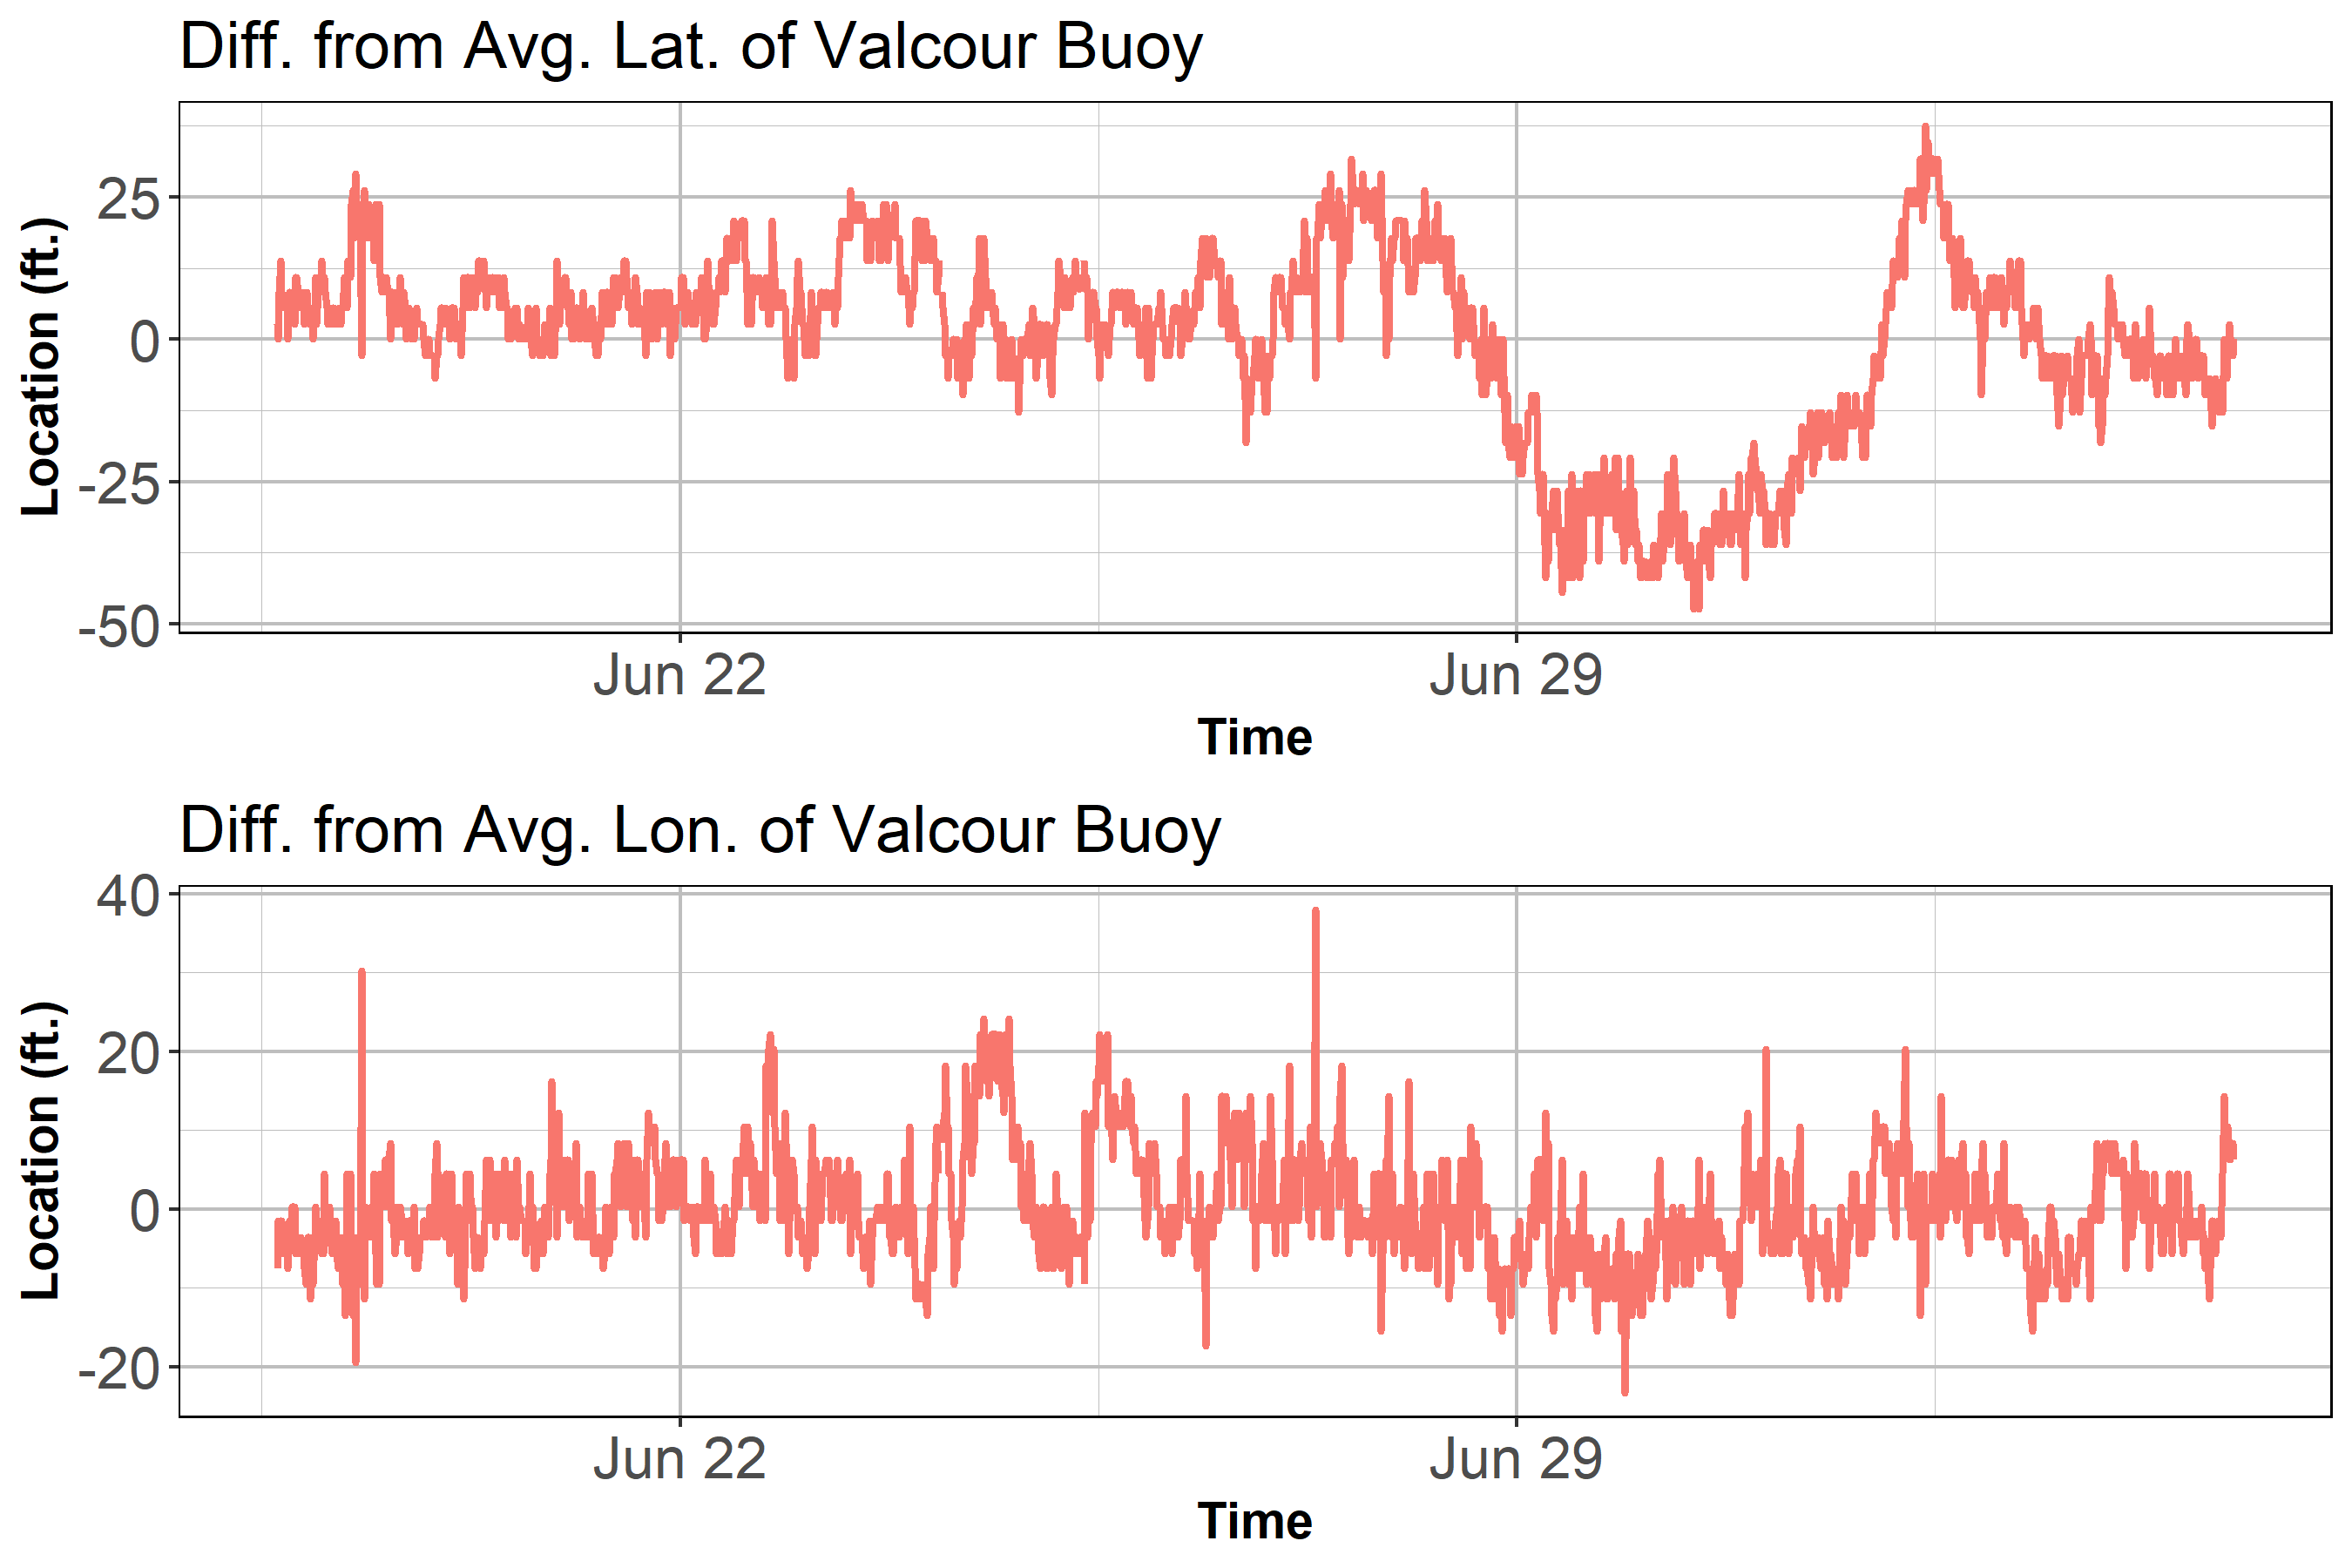 Diff. from Avg. Lat. of Valcour Buoy
Location (ft.)
25
0
-25
-50
Jun 22
Jun 29
Time
Diff. from Avg. Lon. of Valcour Buoy
Location (ft.)
40
20
0
-20
Jun 22
Jun 29
Time